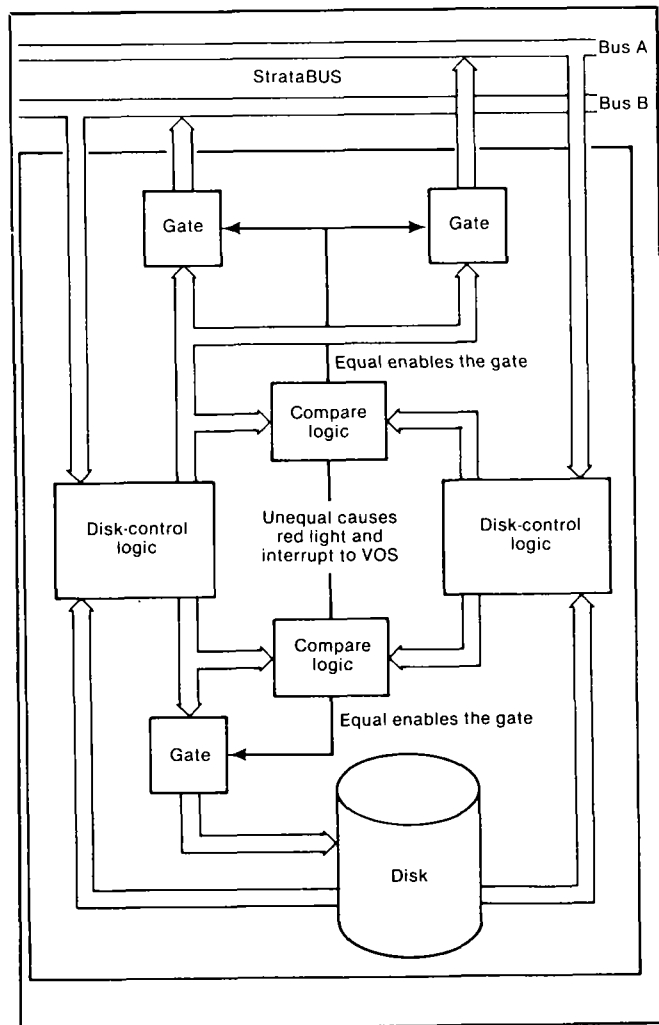 Bus A
StrataBUS
Bus B
Gate
Gate
Equal enables the gate
Compare
logic
Disk-control
logic
Unequal causes
red light and
interrupt to VOS
Disk-control
logic
Compare
logic
Equal enables the gate
Gate
Disk